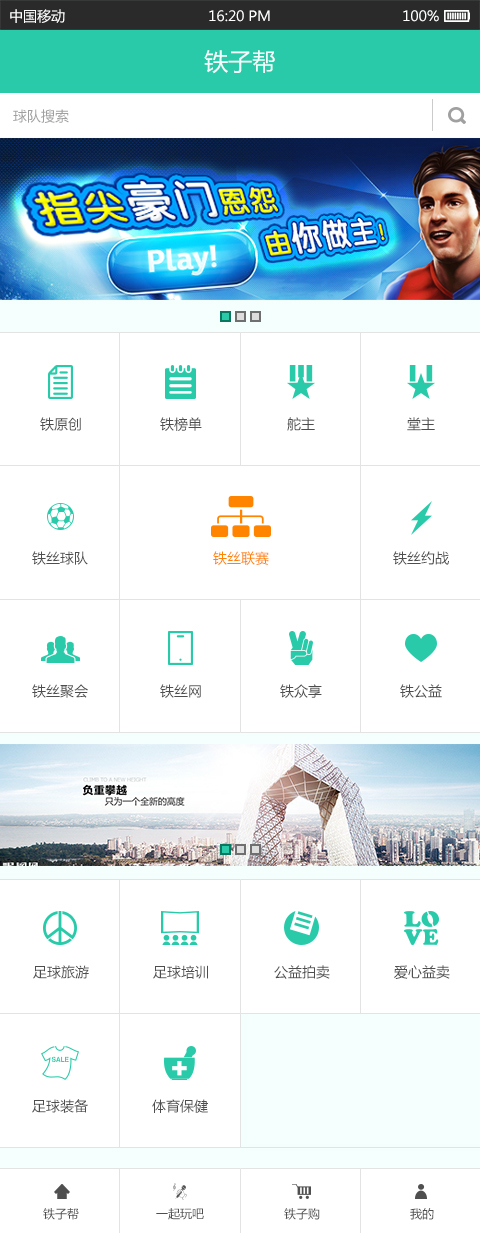 中国移动 16:20 PM 100%
铁子帮
球队搜索
指尖豪门恩怨
由你做主!
Play!
铁原创 铁榜单 舵主 堂主
铁丝球队 铁丝联赛 铁丝约战
铁丝聚会 铁丝网 铁众享 铁公益
CLIMB TO A NEW HEIGHT
负重攀越
只为一个全新的高度
LOVE
足球旅游 足球培训 公益拍卖 爱心益卖
SALE
足球装备 体育保健
铁子帮 一起玩吧 铁子购 我的